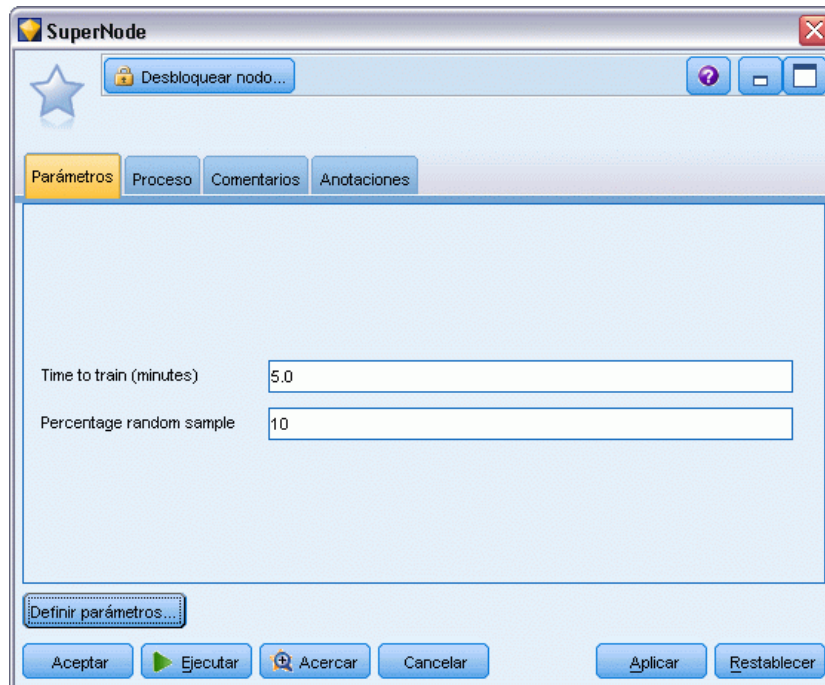 SuperNode
Desbloquear nodo...
Parámetros Proceso Comentarios Anotaciones
Time to train (minutes) 5.0
Percentage random sample 10
Definir parámetros...
Aceptar Ejecutar Acercar Cancelar Aplicar Restablecer